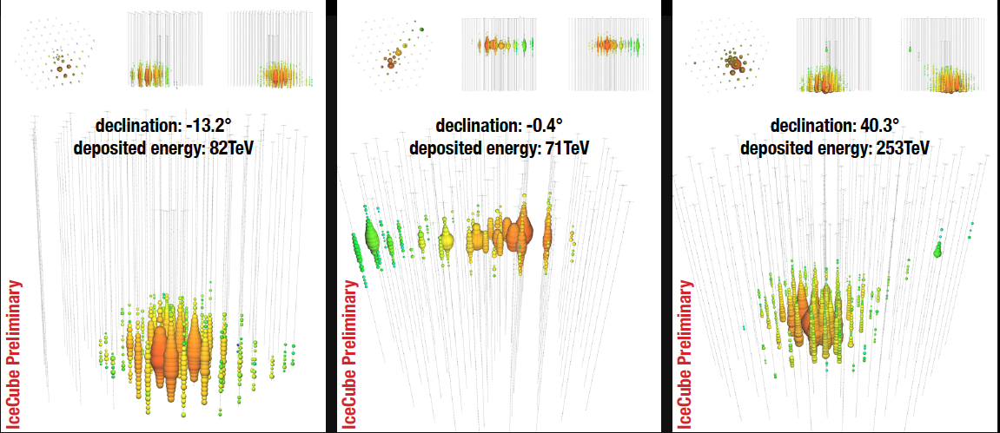 declination: -13.2°
deposited energy: 82TeV
IceCube Preliminary
declination: -0.4°
deposited energy: 71TeV
IceCube Preliminary
declination: 40.3°
deposited energy: 253TeV
IceCube Preliminary